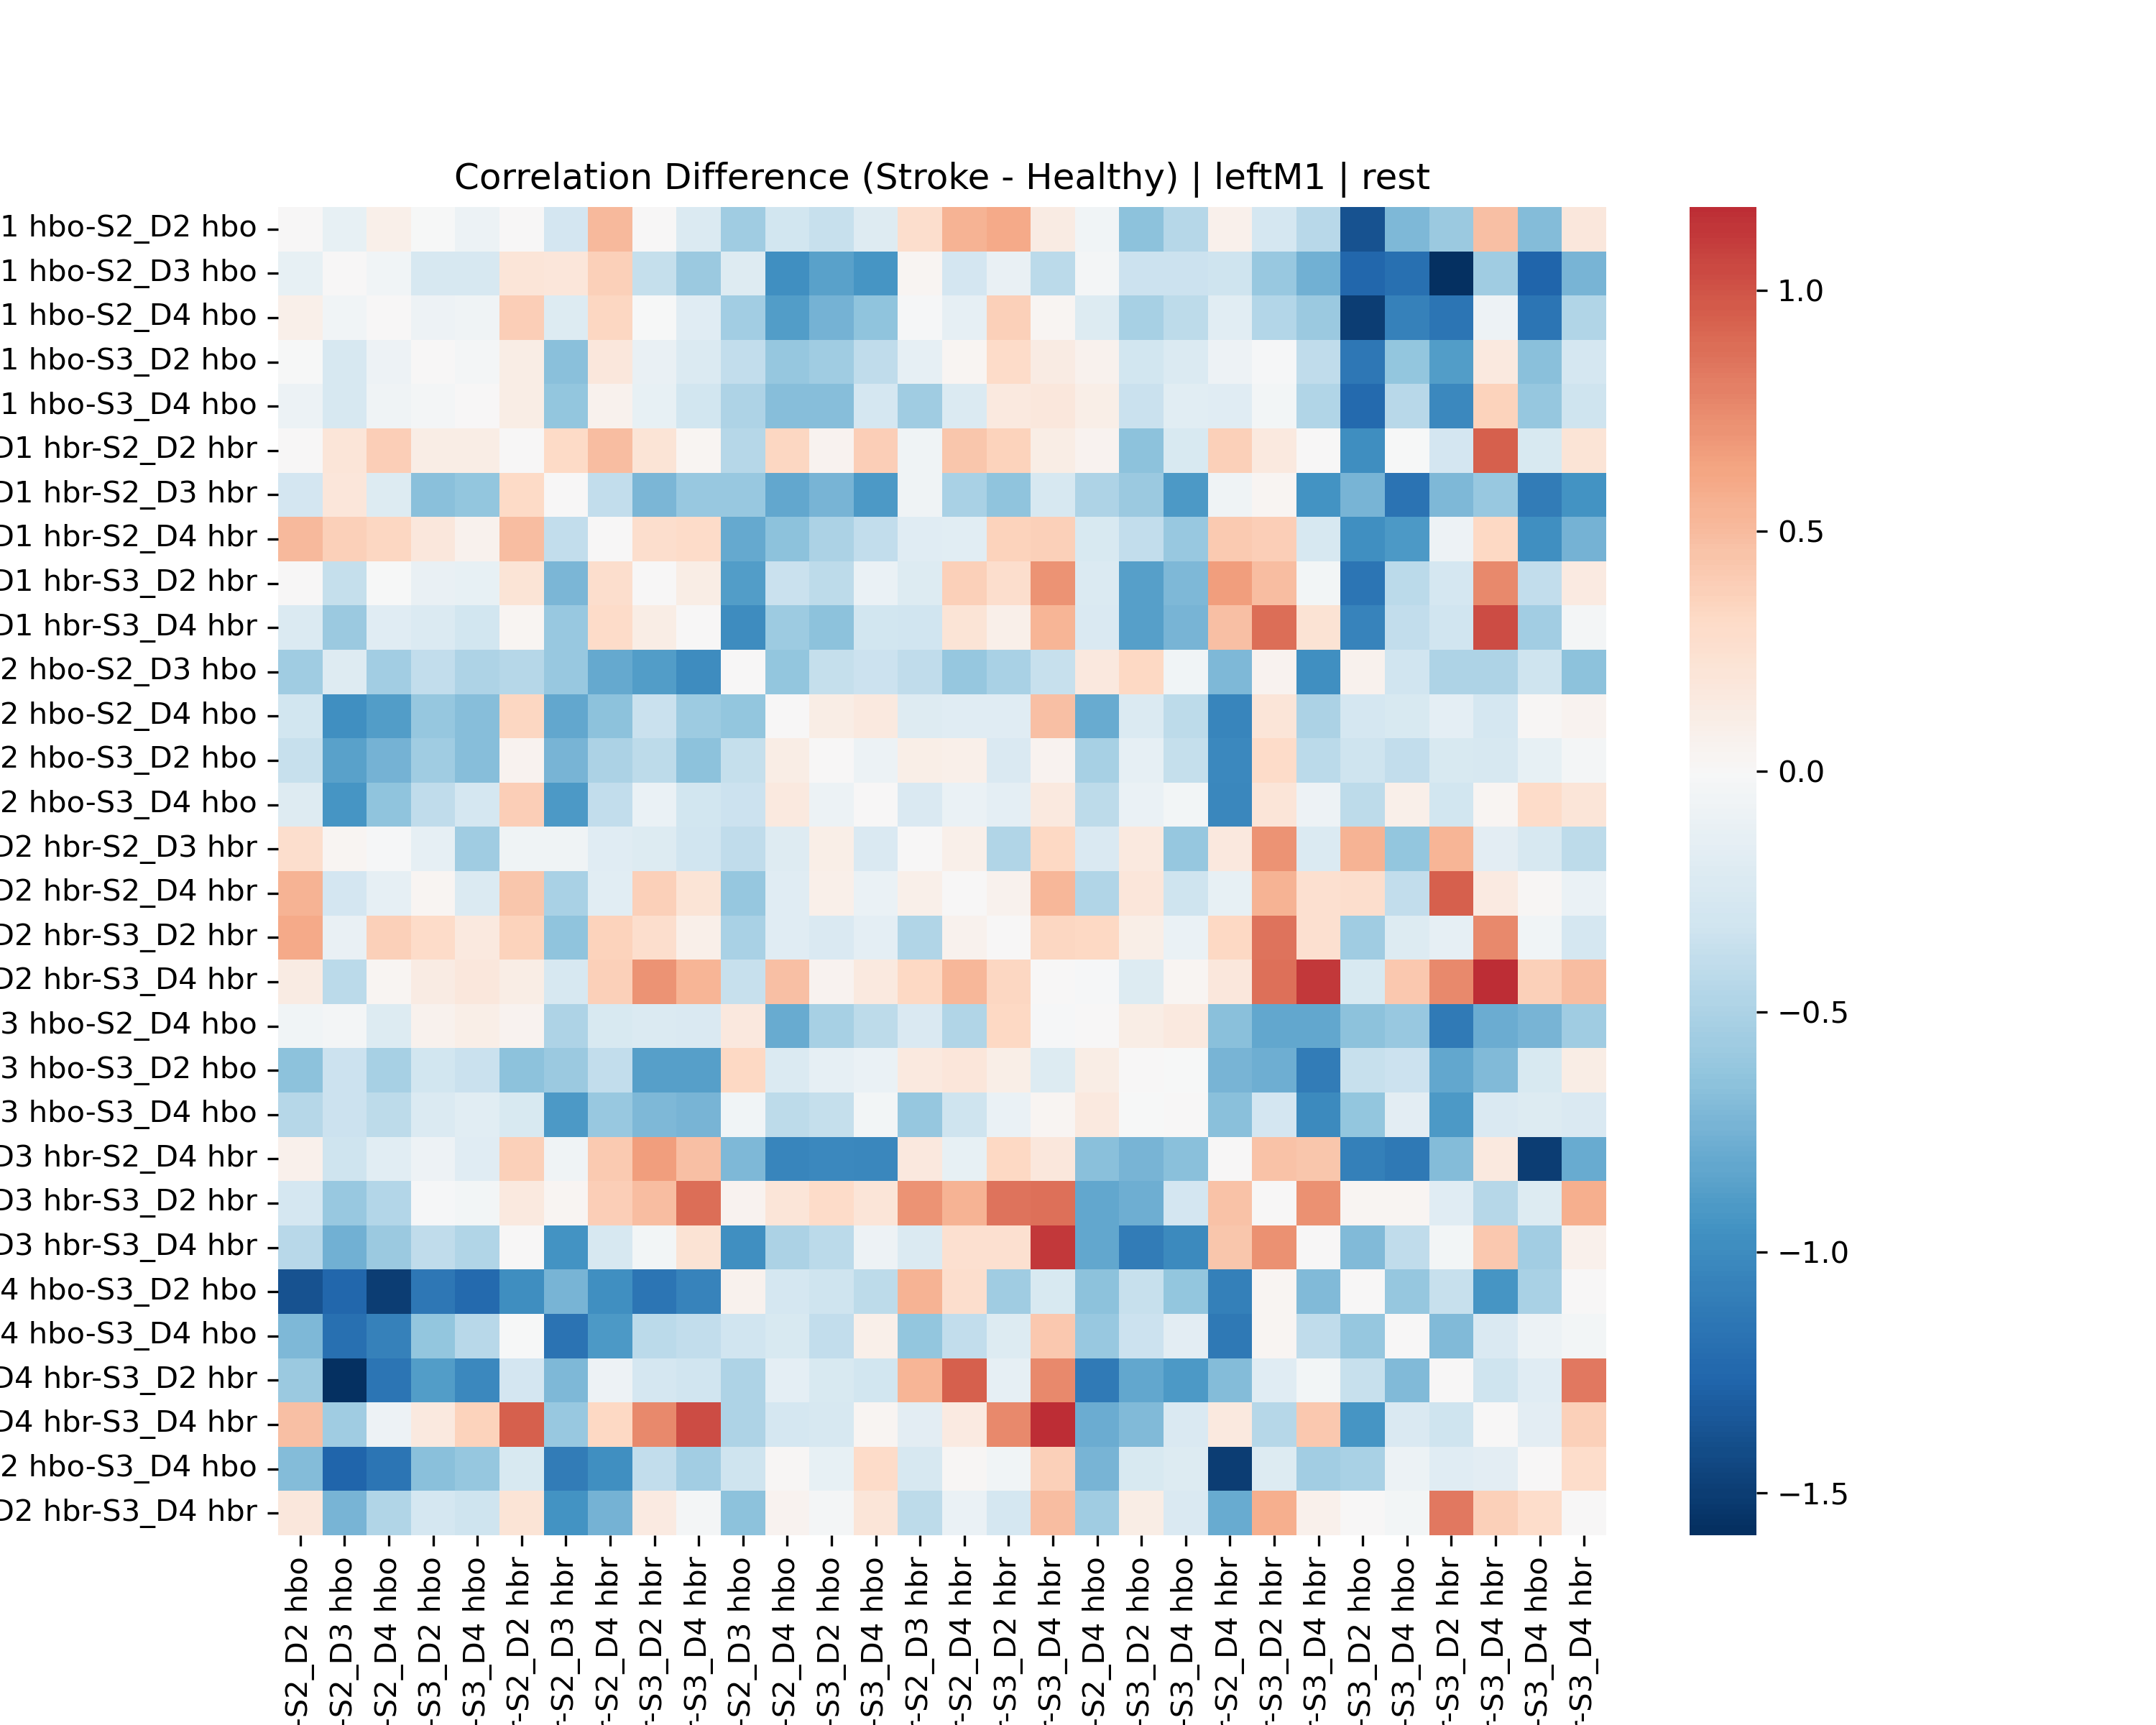 Correlation Difference (Stroke - Healthy) | leftM1 | rest
1 hbo-S2_D2 hbo
1 hbo-S2_D3 hbo
1 hbo-S2_D4 hbo
1 hbo-S3_D2 hbo
1 hbo-S3_D4 hbo
D1 hbr-S2_D2 hbr
D1 hbr-S2_D3 hbr
D1 hbr-S2_D4 hbr
D1 hbr-S3_D2 hbr
D1 hbr-S3_D4 hbr
2 hbo-S2_D3 hbo
2 hbo-S2_D4 hbo
2 hbo-S3_D2 hbo
2 hbo-S3_D4 hbo
D2 hbr-S2_D3 hbr
D2 hbr-S2_D4 hbr
D2 hbr-S3_D2 hbr
D2 hbr-S3_D4 hbr
3 hbo-S2_D4 hbo
3 hbo-S3_D2 hbo
3 hbo-S3_D4 hbo
D3 hbr-S2_D4 hbr
D3 hbr-S3_D2 hbr
D3 hbr-S3_D4 hbr
4 hbo-S3_D2 hbo
4 hbo-S3_D4 hbo
D4 hbr-S3_D2 hbr
D4 hbr-S3_D4 hbr
2 hbo-S3_D4 hbo
D2 hbr-S3_D4 hbr
-S2_D2 hbo
-S2_D3 hbo
-S2_D4 hbo
-S3_D2 hbo
-S3_D4 hbo
r-S2_D2 hbr
r-S2_D3 hbr
r-S2_D4 hbr
r-S3_D2 hbr
r-S3_D4 hbr
-S2_D3 hbo
-S2_D4 hbo
-S3_D2 hbo
-S3_D4 hbo
r-S2_D3 hbr
r-S2_D4 hbr
r-S3_D2 hbr
r-S3_D4 hbr
-S2_D4 hbo
-S3_D2 hbo
-S3_D4 hbo
r-S2_D4 hbr
r-S3_D2 hbr
r-S3_D4 hbr
-S3_D2 hbo
-S3_D4 hbo
r-S3_D2 hbr
r-S3_D4 hbr
-S3_D4 hbo
r-S3_D4 hbr
1.0
0.5
0.0
−0.5
−1.0
−1.5